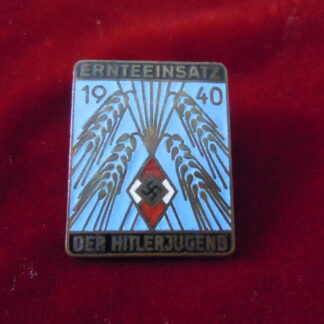 ERNTEEINSATZ
19 40
DER HITLERJUGEND